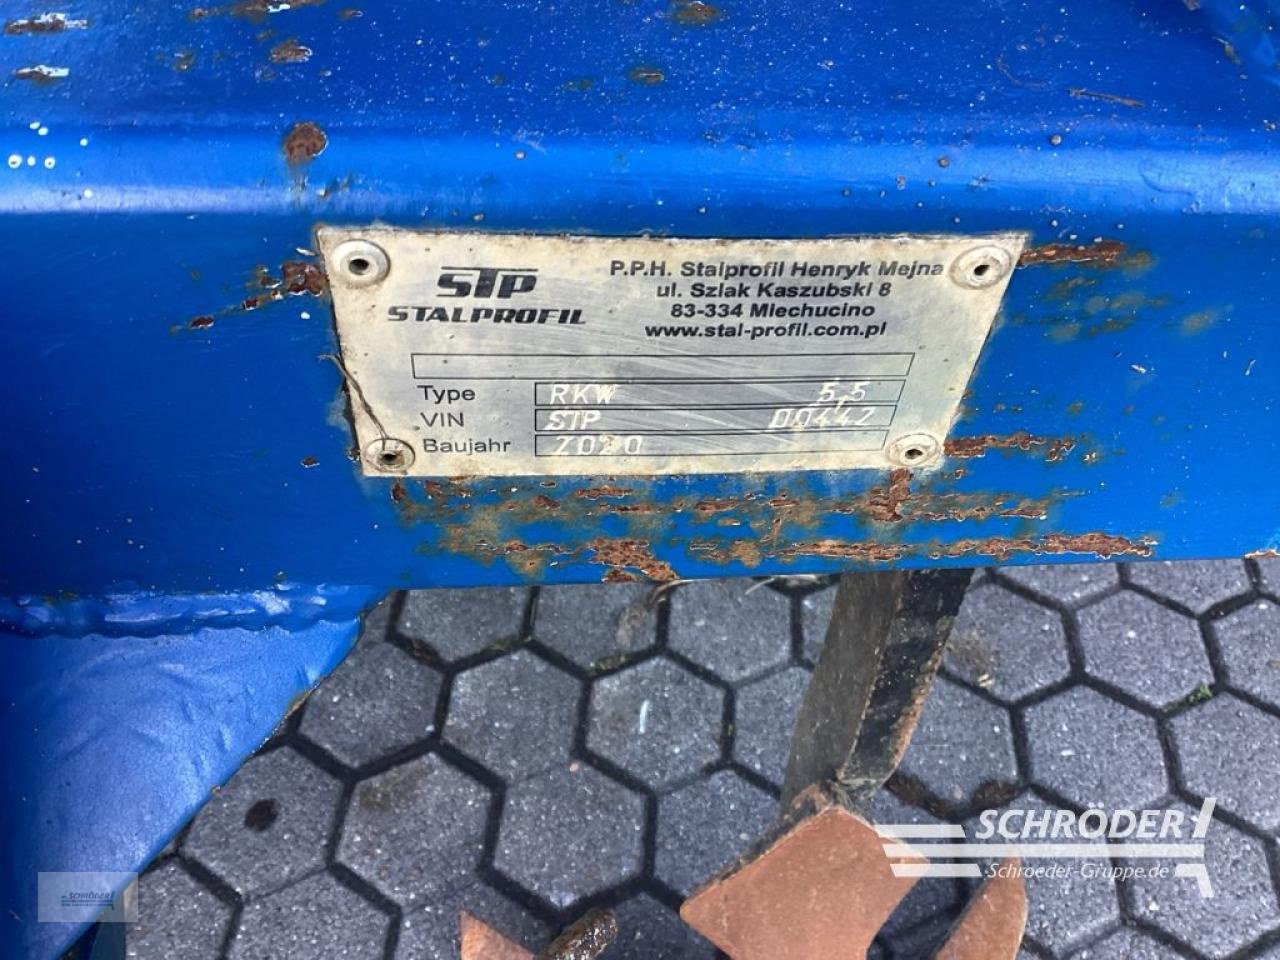 STP
STALPROFIL
P.P.H. Stalprofil Henryk Mejna
ul. Szlak Kaszubski 8
83-334 Miechucino
www.stal-profil.com.pl
Type RKW 5,5
VIN STP 00442
Baujahr 2020
SCHRÖDER
Schroeder-Gruppe.de
SCHRÖDER